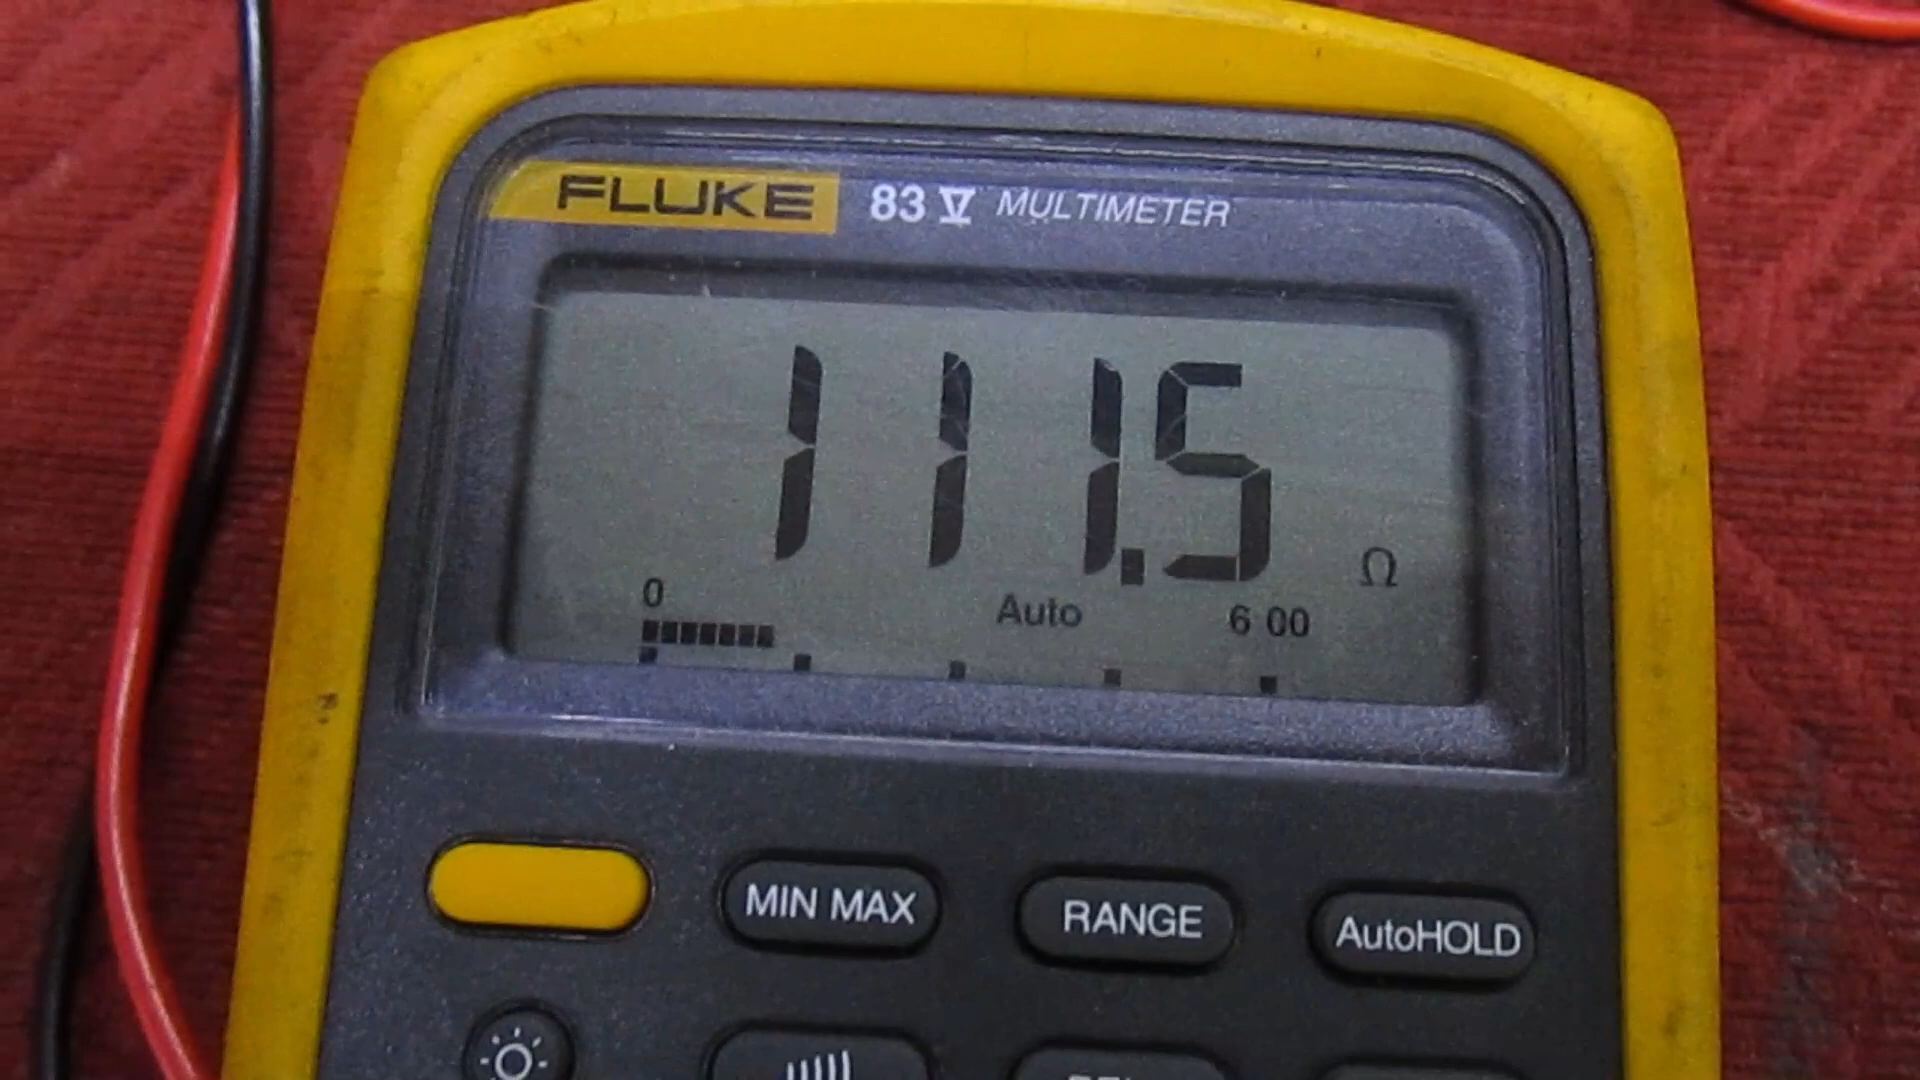 FLUKE 83 V MULTIMETER
111.5 Ω
0 Auto 6 00
MIN MAX RANGE AutoHOLD